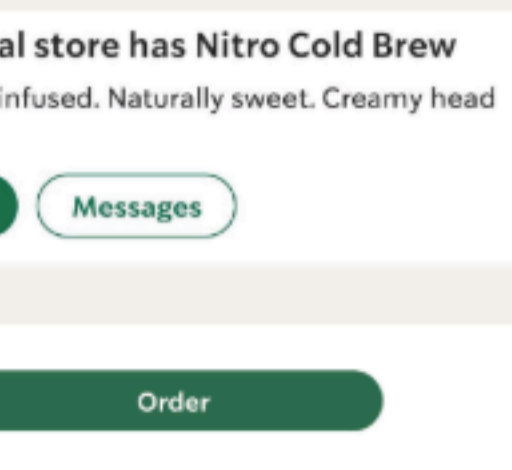 al store has Nitro Cold Brew
infused. Naturally sweet. Creamy head
Messages
Order